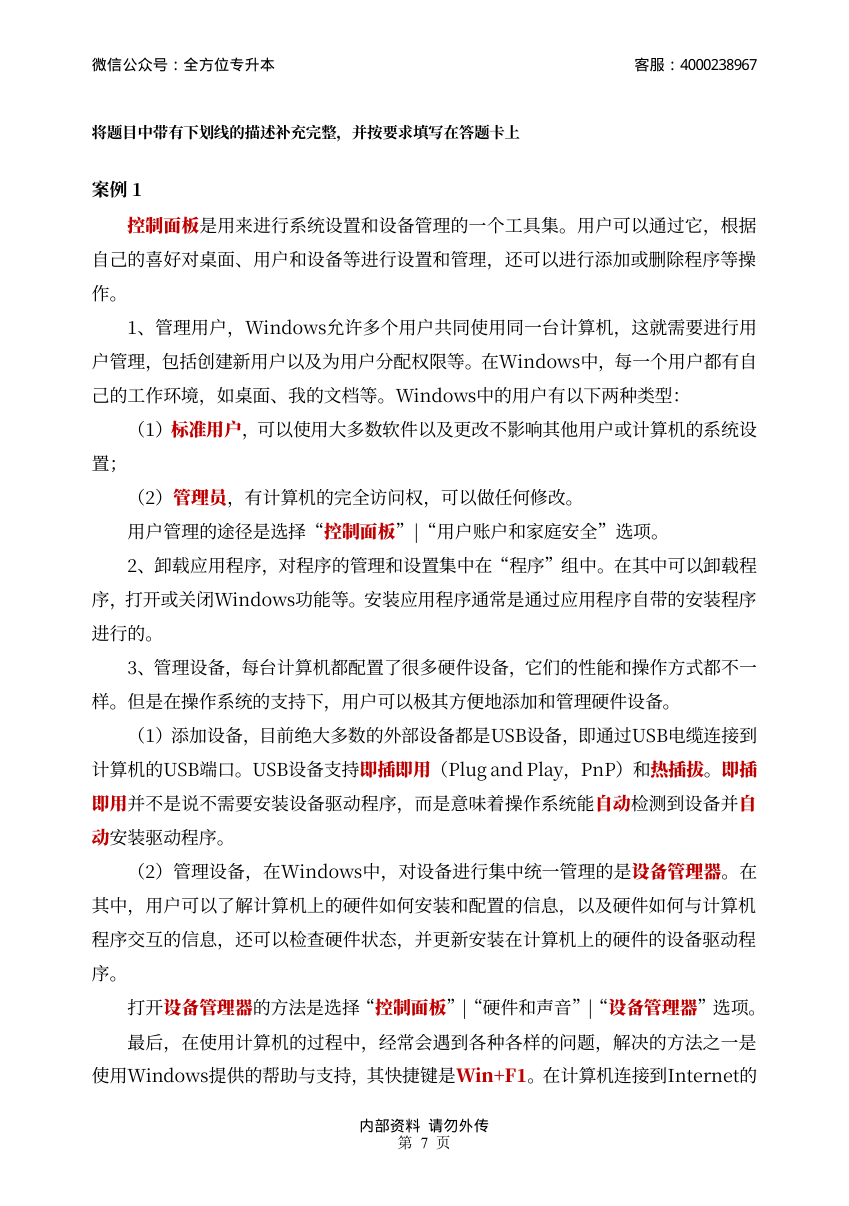 微信公众号：全方位专升本 客服：4000238967
将题目中带有下划线的描述补充完整，并按要求填写在答题卡上
案例 1
控制面板是用来进行系统设置和设备管理的一个工具集。用户可以通过它，根据
自己的喜好对桌面、用户和设备等进行设置和管理，还可以进行添加或删除程序等操
作。
1、管理用户，Windows允许多个用户共同使用同一台计算机，这就需要进行用
户管理，包括创建新用户以及为用户分配权限等。在Windows中，每一个用户都有自
己的工作环境，如桌面、我的文档等。Windows中的用户有以下两种类型：
（1）标准用户，可以使用大多数软件以及更改不影响其他用户或计算机的系统设
置；
（2）管理员，有计算机的完全访问权，可以做任何修改。
用户管理的途径是选择“控制面板”|“用户账户和家庭安全”选项。
2、卸载应用程序，对程序的管理和设置集中在“程序”组中。在其中可以卸载程
序，打开或关闭Windows功能等。安装应用程序通常是通过应用程序自带的安装程序
进行的。
3、管理设备，每台计算机都配置了很多硬件设备，它们的性能和操作方式都不一
样。但是在操作系统的支持下，用户可以极其方便地添加和管理硬件设备。
（1）添加设备，目前绝大多数的外部设备都是USB设备，即通过USB电缆连接到
计算机的USB端口。USB设备支持即插即用（Plug and Play，PnP）和热插拔。即插
即用并不是说不需要安装设备驱动程序，而是意味着操作系统能自动检测到设备并自
动安装驱动程序。
（2）管理设备，在Windows中，对设备进行集中统一管理的是设备管理器。在
其中，用户可以了解计算机上的硬件如何安装和配置的信息，以及硬件如何与计算机
程序交互的信息，还可以检查硬件状态，并更新安装在计算机上的硬件的设备驱动程
序。
打开设备管理器的方法是选择“控制面板”|“硬件和声音”|“设备管理器”选项。
最后，在使用计算机的过程中，经常会遇到各种各样的问题，解决的方法之一是
使用Windows提供的帮助与支持，其快捷键是Win+F1。在计算机连接到Internet的
内部资料 请勿外传
第 7 页